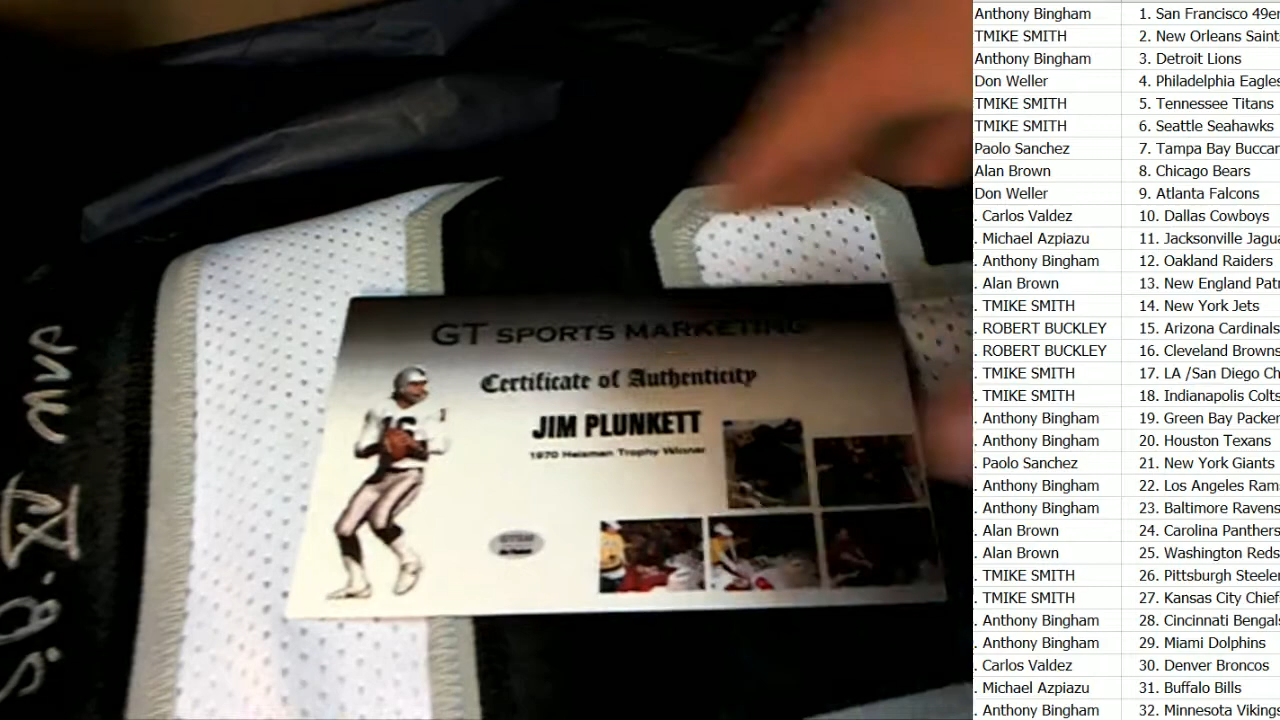 GT SPORTS MARKETING
Certificate of Authenticity
JIM PLUNKETT
1970 Heisman Trophy Winner
16
MVP
Anthony Bingham 1. San Francisco 49er
TMIKE SMITH 2. New Orleans Saint
Anthony Bingham 3. Detroit Lions
Don Weller 4. Philadelphia Eagles
TMIKE SMITH 5. Tennessee Titans
TMIKE SMITH 6. Seattle Seahawks
Paolo Sanchez 7. Tampa Bay Buccar
Alan Brown 8. Chicago Bears
Don Weller 9. Atlanta Falcons
. Carlos Valdez 10. Dallas Cowboys
. Michael Azpiazu 11. Jacksonville Jagua
. Anthony Bingham 12. Oakland Raiders
. Alan Brown 13. New England Patr
. TMIKE SMITH 14. New York Jets
. ROBERT BUCKLEY 15. Arizona Cardinals
. ROBERT BUCKLEY 16. Cleveland Browns
. TMIKE SMITH 17. LA /San Diego Ch
. TMIKE SMITH 18. Indianapolis Colts
. Anthony Bingham 19. Green Bay Packer
. Anthony Bingham 20. Houston Texans
. Paolo Sanchez 21. New York Giants
. Anthony Bingham 22. Los Angeles Ram
. Anthony Bingham 23. Baltimore Ravens
. Alan Brown 24. Carolina Panthers
. Alan Brown 25. Washington Reds
. TMIKE SMITH 26. Pittsburgh Steeler
. TMIKE SMITH 27. Kansas City Chief
. Anthony Bingham 28. Cincinnati Bengals
. Anthony Bingham 29. Miami Dolphins
. Carlos Valdez 30. Denver Broncos
. Michael Azpiazu 31. Buffalo Bills
. Anthony Bingham 32. Minnesota Vikings